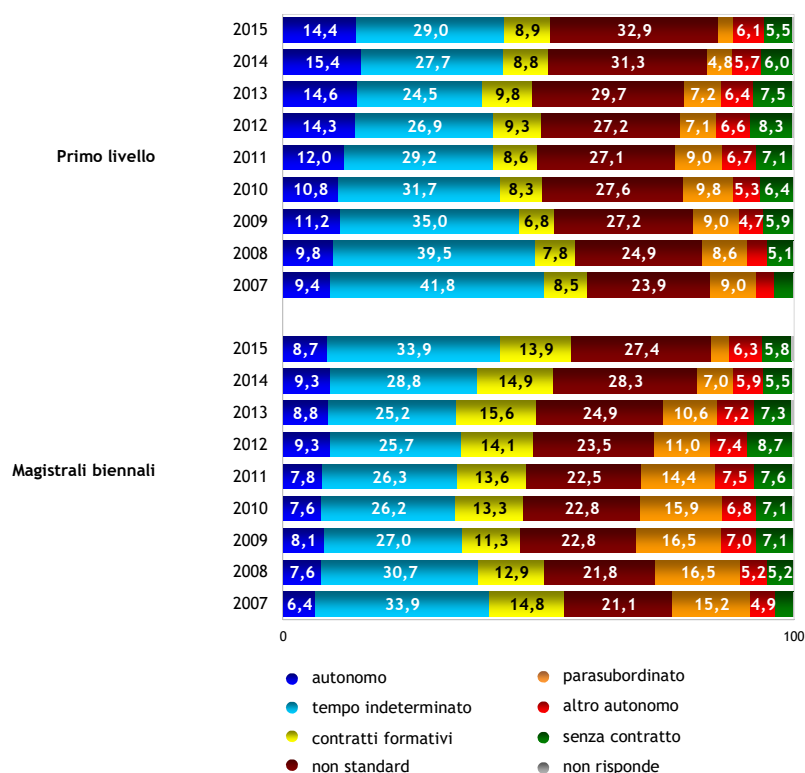 2015 14,4 29,0 8,9 32,9 6,1 5,5
2014 15,4 27,7 8,8 31,3 4,8 5,7 6,0
2013 14,6 24,5 9,8 29,7 7,2 6,4 7,5
2012 14,3 26,9 9,3 27,2 7,1 6,6 8,3
Primo livello 2011 12,0 29,2 8,6 27,1 9,0 6,7 7,1
2010 10,8 31,7 8,3 27,6 9,8 5,3 6,4
2009 11,2 35,0 6,8 27,2 9,0 4,7 5,9
2008 9,8 39,5 7,8 24,9 8,6 5,1
2007 9,4 41,8 8,5 23,9 9,0
2015 8,7 33,9 13,9 27,4 6,3 5,8
2014 9,3 28,8 14,9 28,3 7,0 5,9 5,5
2013 8,8 25,2 15,6 24,9 10,6 7,2 7,3
2012 9,3 25,7 14,1 23,5 11,0 7,4 8,7
Magistrali biennali 2011 7,8 26,3 13,6 22,5 14,4 7,5 7,6
2010 7,6 26,2 13,3 22,8 15,9 6,8 7,1
2009 8,1 27,0 11,3 22,8 16,5 7,0 7,1
2008 7,6 30,7 12,9 21,8 16,5 5,2 5,2
2007 6,4 33,9 14,8 21,1 15,2 4,9
0 100
autonomo parasubordinato
tempo indeterminato altro autonomo
contratti formativi senza contratto
non standard non risponde